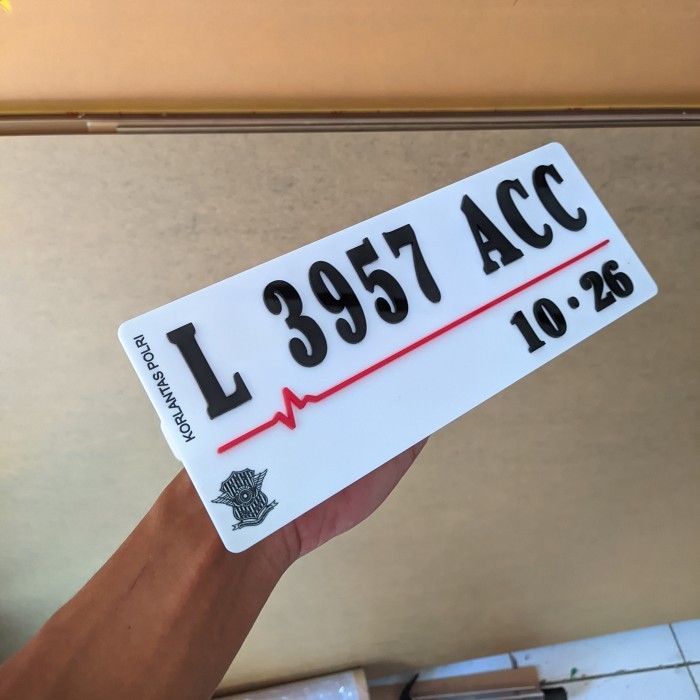 L 3957 ACC
10·26
KORLANTAS POLRI